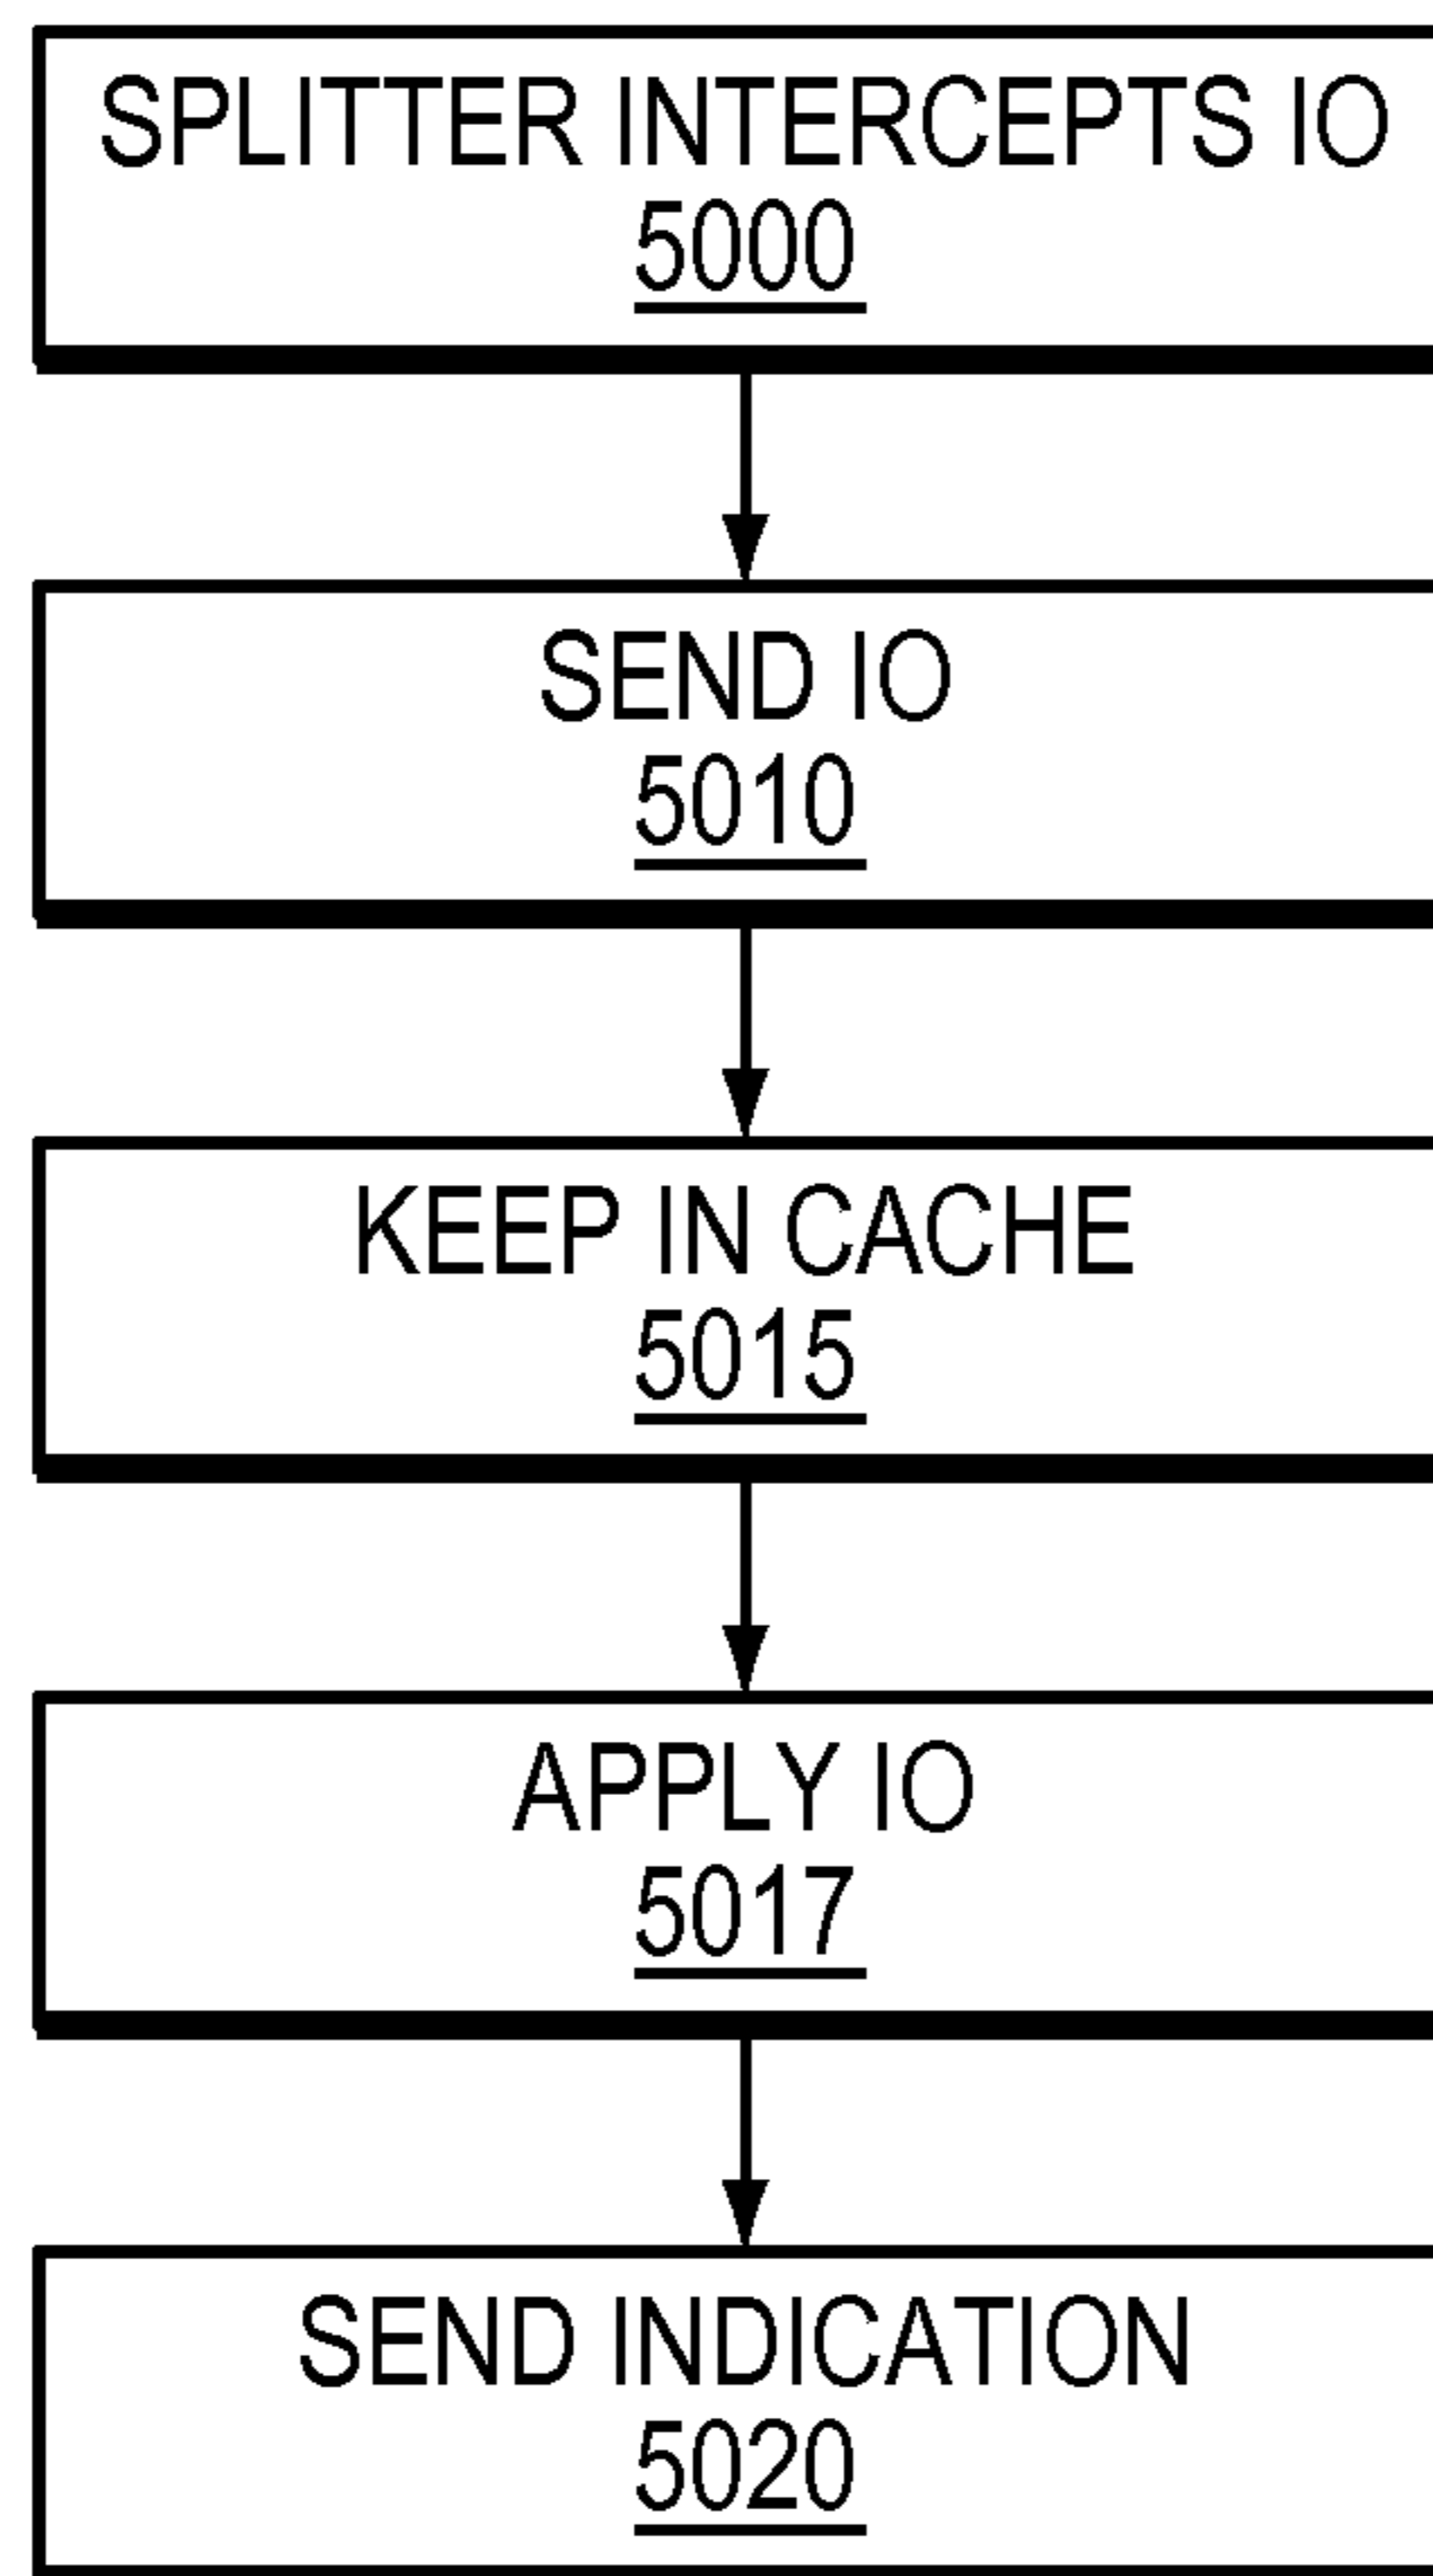 SPLITTER INTERCEPTS IO
5000
SEND IO
5010
KEEP IN CACHE
5015
APPLY IO
5017
SEND INDICATION
5020